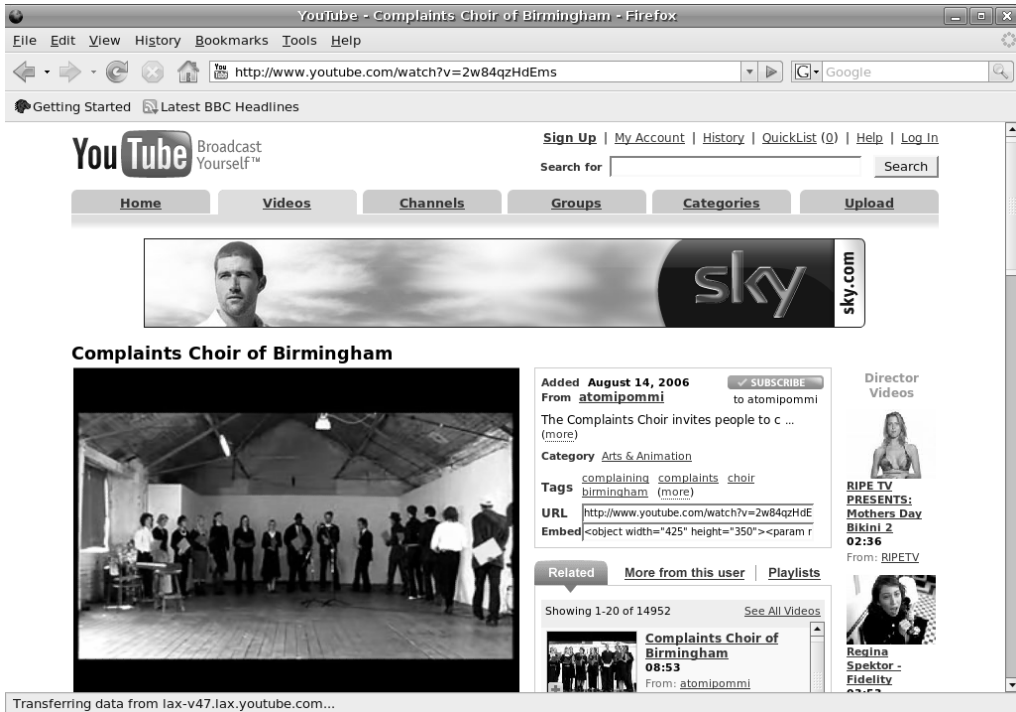 YouTube - Complaints Choir of Birmingham - Firefox
File Edit View History Bookmarks Tools Help
You Tube http://www.youtube.com/watch?v=2w84qzHdEms G Google
Getting Started Latest BBC Headlines
YouTube Broadcast Yourself™
Sign Up | My Account | History | QuickList (0) | Help | Log In
Search for Search
Home Videos Channels Groups Categories Upload
sky sky.com
Complaints Choir of Birmingham
Added August 14, 2006 SUBSCRIBE
From atomipommi to atomipommi
The Complaints Choir invites people to c ...
(more)
Category Arts & Animation
Tags complaining complaints choir
birmingham (more)
URL http://www.youtube.com/watch?v=2w84qzHdE
Embed <object width="425" height="350"><param r
Related More from this user Playlists
Showing 1-20 of 14952 See All Videos
Complaints Choir of
Birmingham
08:53
From: atomipommi
Director
Videos
RIPE TV
PRESENTS:
Mothers Day
Bikini 2
02:36
From: RIPETV
Regina
Spektor -
Fidelity
Transferring data from lax-v47.lax.youtube.com...